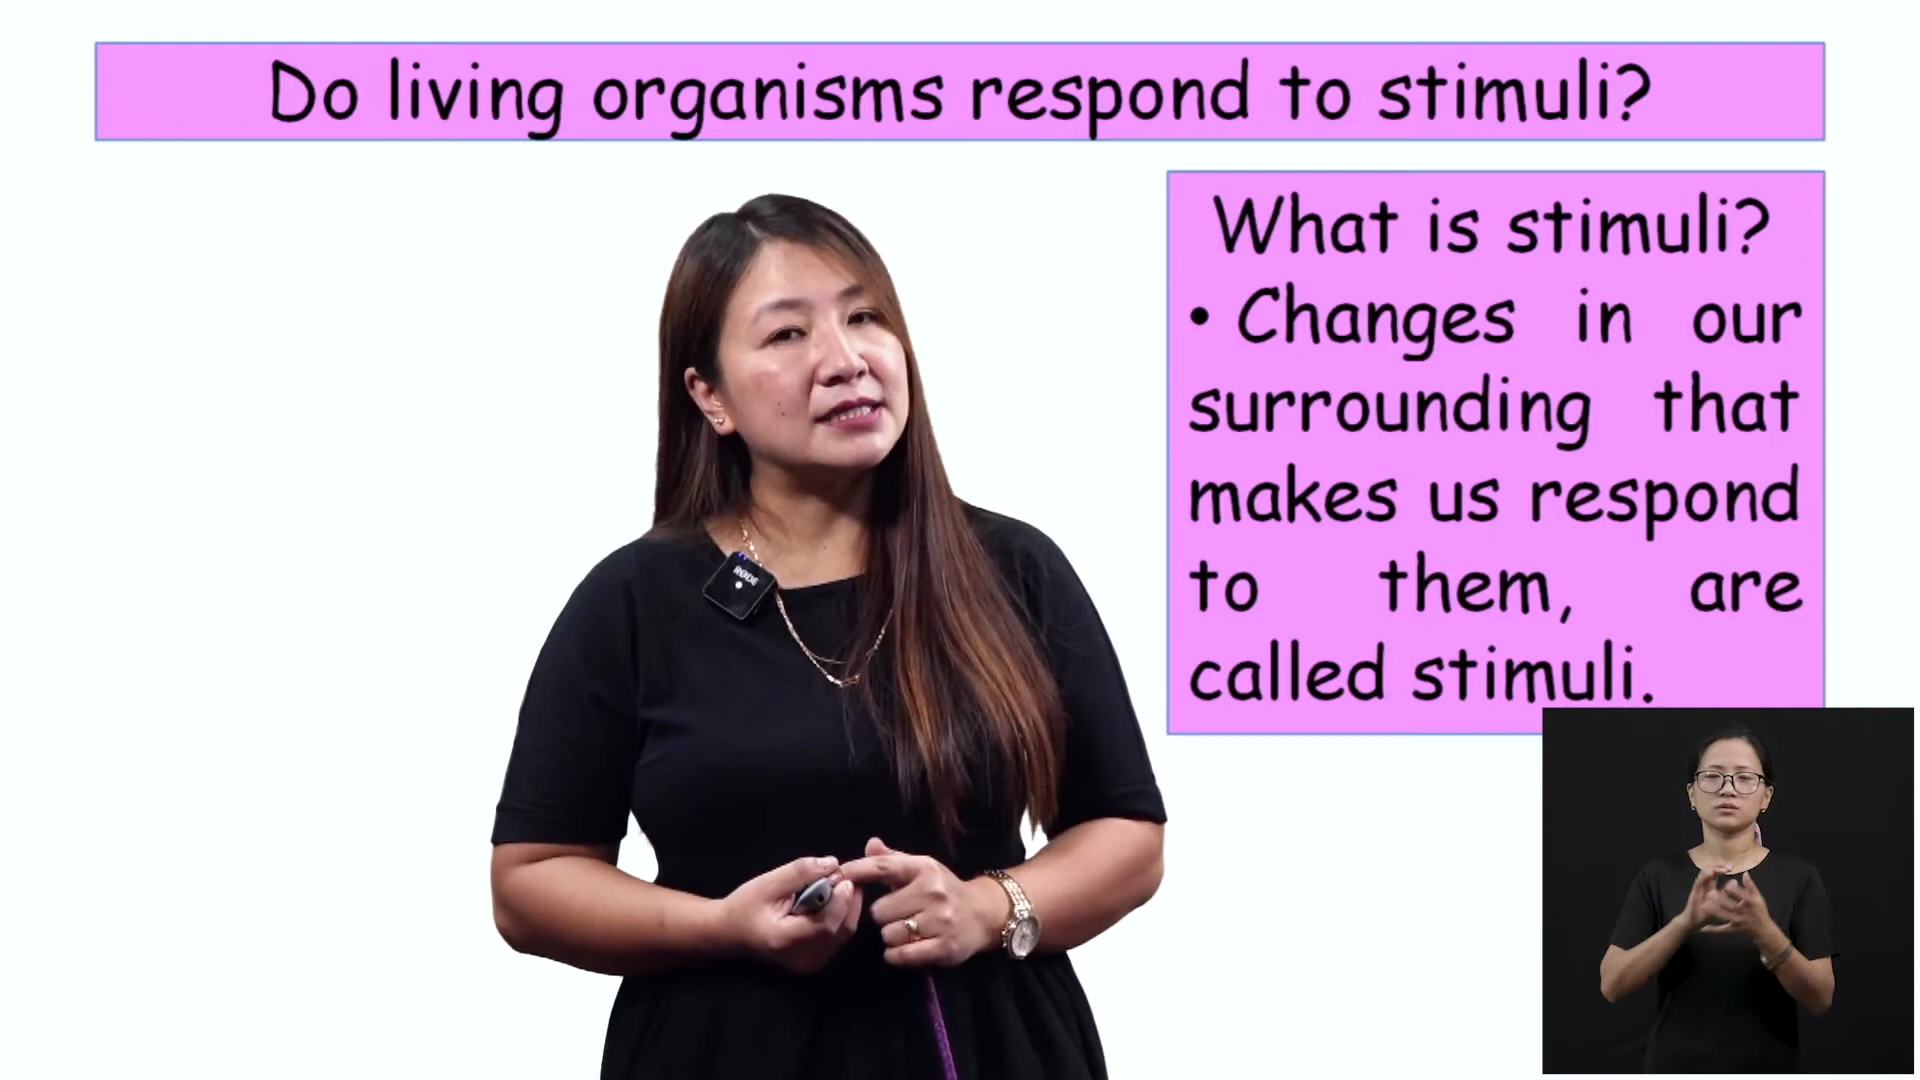 Do living organisms respond to stimuli?
What is stimuli?
• Changes in our
surrounding that
makes us respond
to them, are
called stimuli.
RØDE